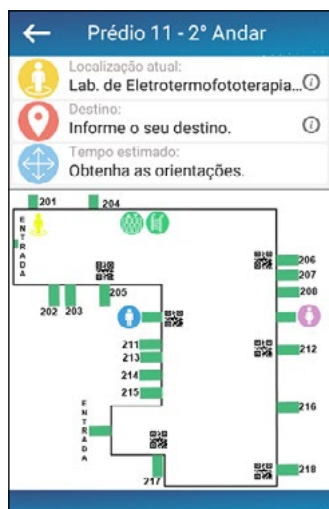 Prédio 11 - 2º Andar
Localização atual:
Lab. de Eletrotermofototerapia...
Destino:
Informe o seu destino.
Tempo estimado:
Obtenha as orientações.
201
204
ENTRADA
206
207
208
202
203
205
211
213
214
215
212
216
ENTRADA
217
218